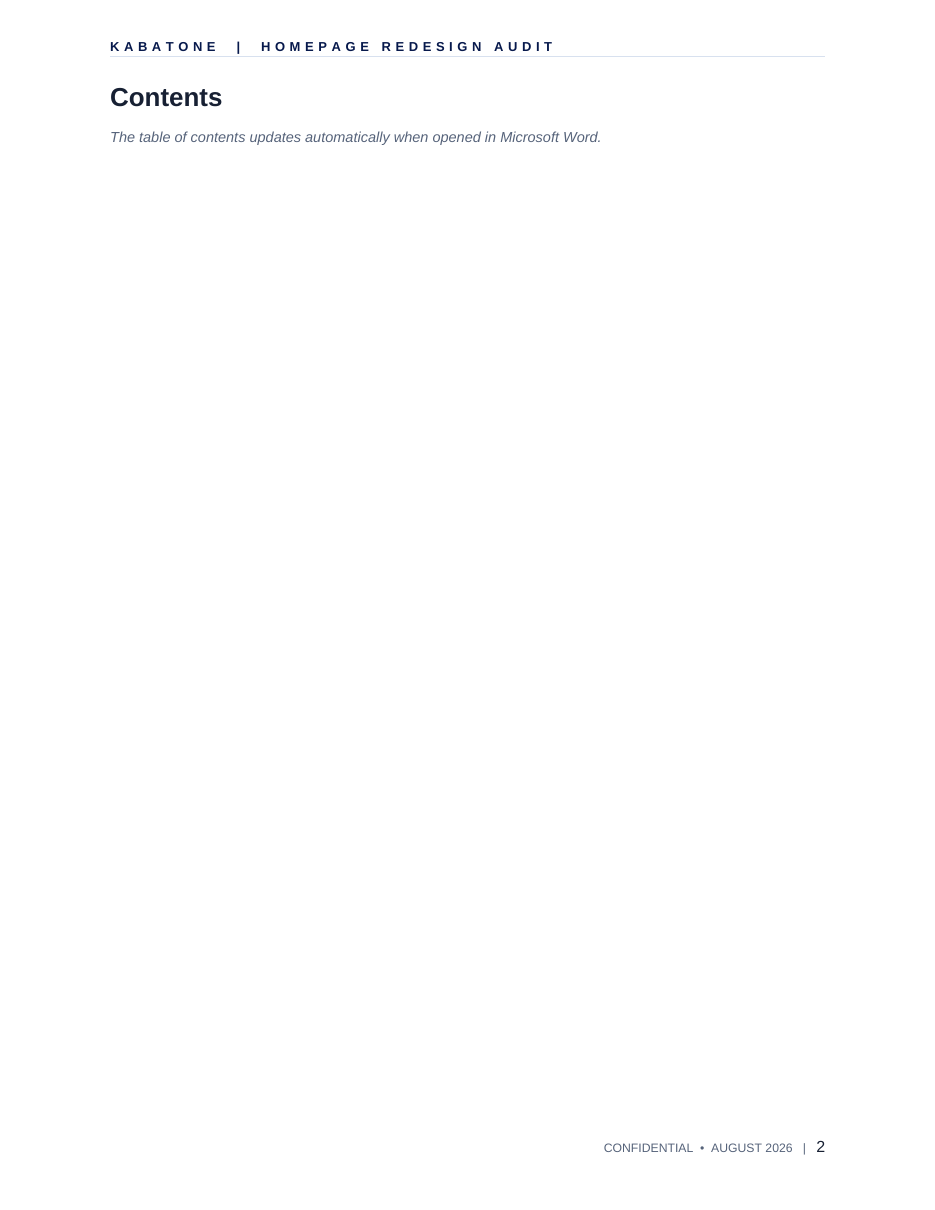 KABATONE | HOMEPAGE REDESIGN AUDIT
Contents
The table of contents updates automatically when opened in Microsoft Word.
CONFIDENTIAL • AUGUST 2026 | 2